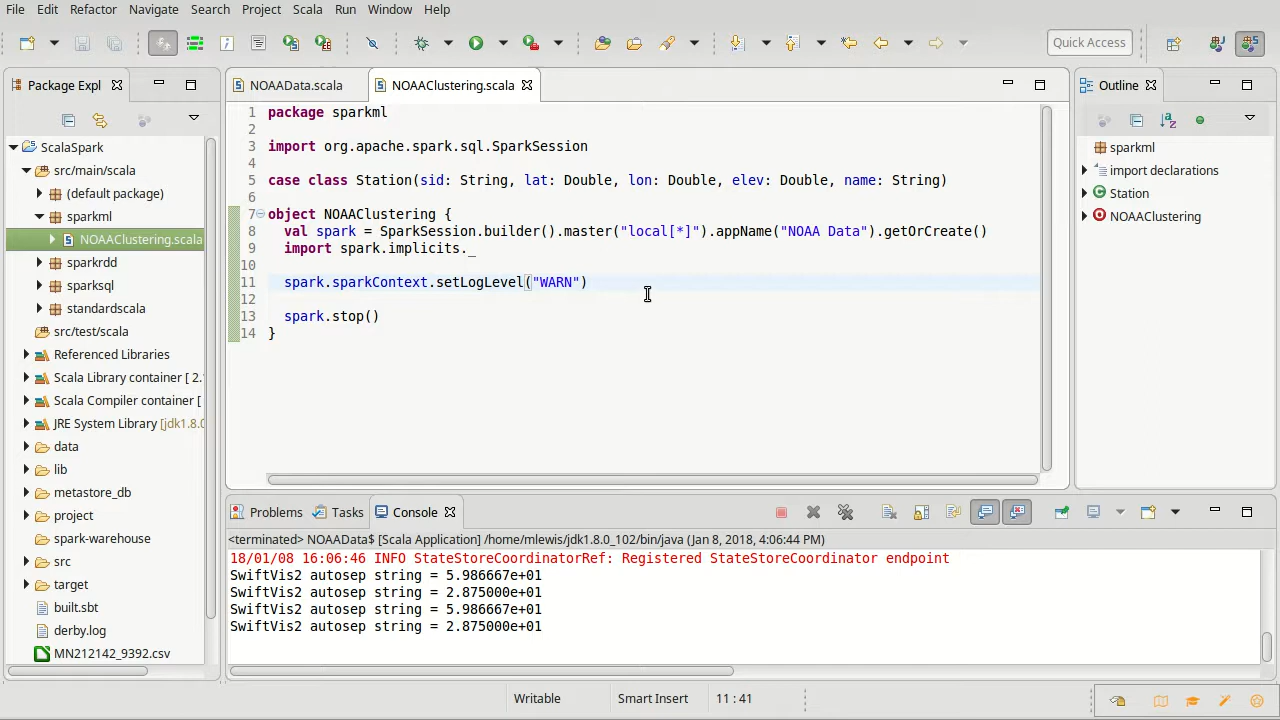 File Edit Refactor Navigate Search Project Scala Run Window Help
Quick Access
Package Expl
NOAAData.scala
NOAAClustering.scala
Outline
ScalaSpark
src/main/scala
(default package)
sparkml
NOAAClustering.scala
sparkrdd
sparksql
standardscala
src/test/scala
Referenced Libraries
Scala Library container [ 2.
Scala Compiler container [
JRE System Library [jdk1.8.0
data
lib
metastore_db
project
spark-warehouse
src
target
built.sbt
derby.log
MN212142_9392.csv
1 package sparkml
2
3 import org.apache.spark.sql.SparkSession
4
5 case class Station(sid: String, lat: Double, lon: Double, elev: Double, name: String)
6
7 object NOAAClustering {
8 val spark = SparkSession.builder().master("local[*]").appName("NOAA Data").getOrCreate()
9 import spark.implicits._
10
11 spark.sparkContext.setLogLevel("WARN")
12
13 spark.stop()
14 }
sparkml
import declarations
Station
NOAAClustering
Problems Tasks Console
<terminated> NOAAData$ [Scala Application] /home/mlewis/jdk1.8.0_102/bin/java (Jan 8, 2018, 4:06:44 PM)
18/01/08 16:06:46 INFO StateStoreCoordinatorRef: Registered StateStoreCoordinator endpoint
SwiftVis2 autosep string = 5.986667e+01
SwiftVis2 autosep string = 2.875000e+01
SwiftVis2 autosep string = 5.986667e+01
SwiftVis2 autosep string = 2.875000e+01
Writable
Smart Insert
11 : 41